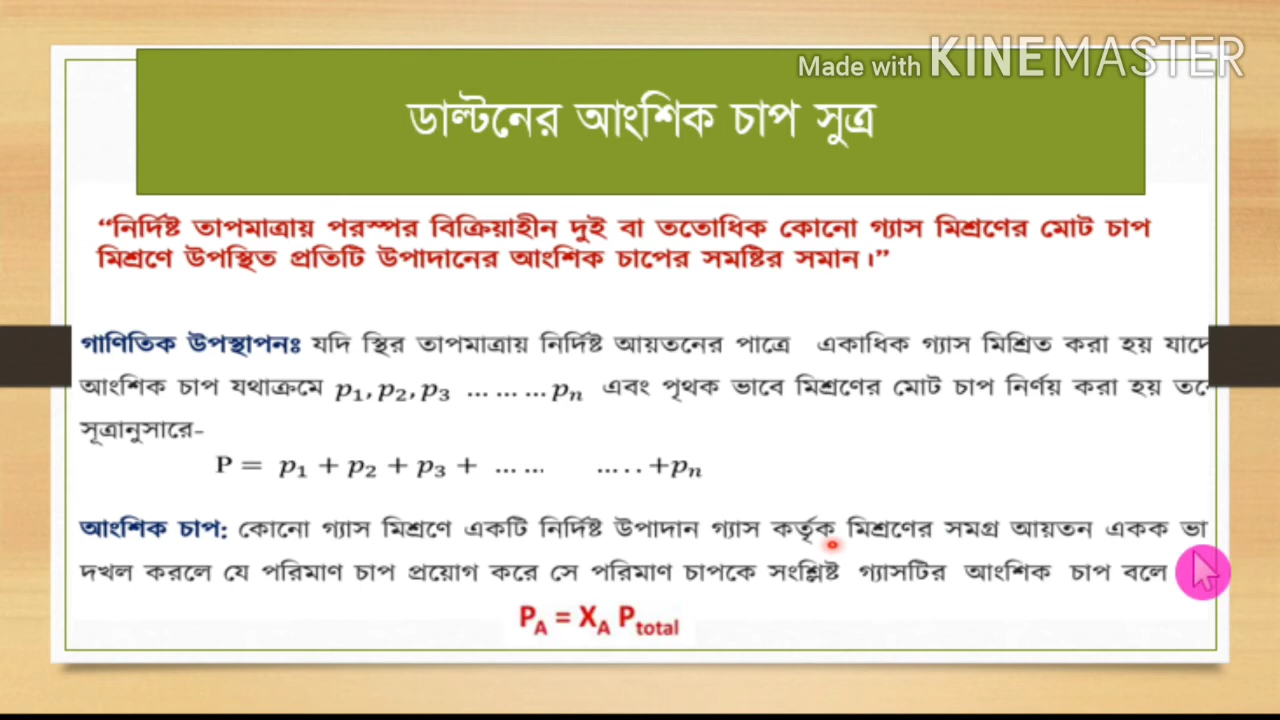 Made with KINEMASTER
ডাল্টনের আংশিক চাপ সুত্র
“নির্দিষ্ট তাপমাত্রায় পরস্পর বিক্রিয়াহীন দুই বা ততোধিক কোনো গ্যাস মিশ্রণের মোট চাপ
মিশ্রণে উপস্থিত প্রতিটি উপাদানের আংশিক চাপের সমষ্টির সমান।”
গাণিতিক উপস্থাপনঃ যদি স্থির তাপমাত্রায় নির্দিষ্ট আয়তনের পাত্রে একাধিক গ্যাস মিশ্রিত করা হয়
আংশিক চাপ যথাক্রমে p₁, p₂, p₃ ... ... ... pₙ এবং পৃথক ভাবে মিশ্রণের মোট চাপ নির্ণয় করা হয়
সূত্রানুসারে-
P = p₁ + p₂ + p₃ + ... ... ... . . +pₙ
আংশিক চাপ: কোনো গ্যাস মিশ্রণে একটি নির্দিষ্ট উপাদান গ্যাস কর্তৃক মিশ্রণের সমগ্র আয়তন একক
দখল করলে যে পরিমাণ চাপ প্রয়োগ করে সে পরিমাণ চাপকে সংশ্লিষ্ট গ্যাসটির আংশিক চাপ বলে
P_A = X_A P_total